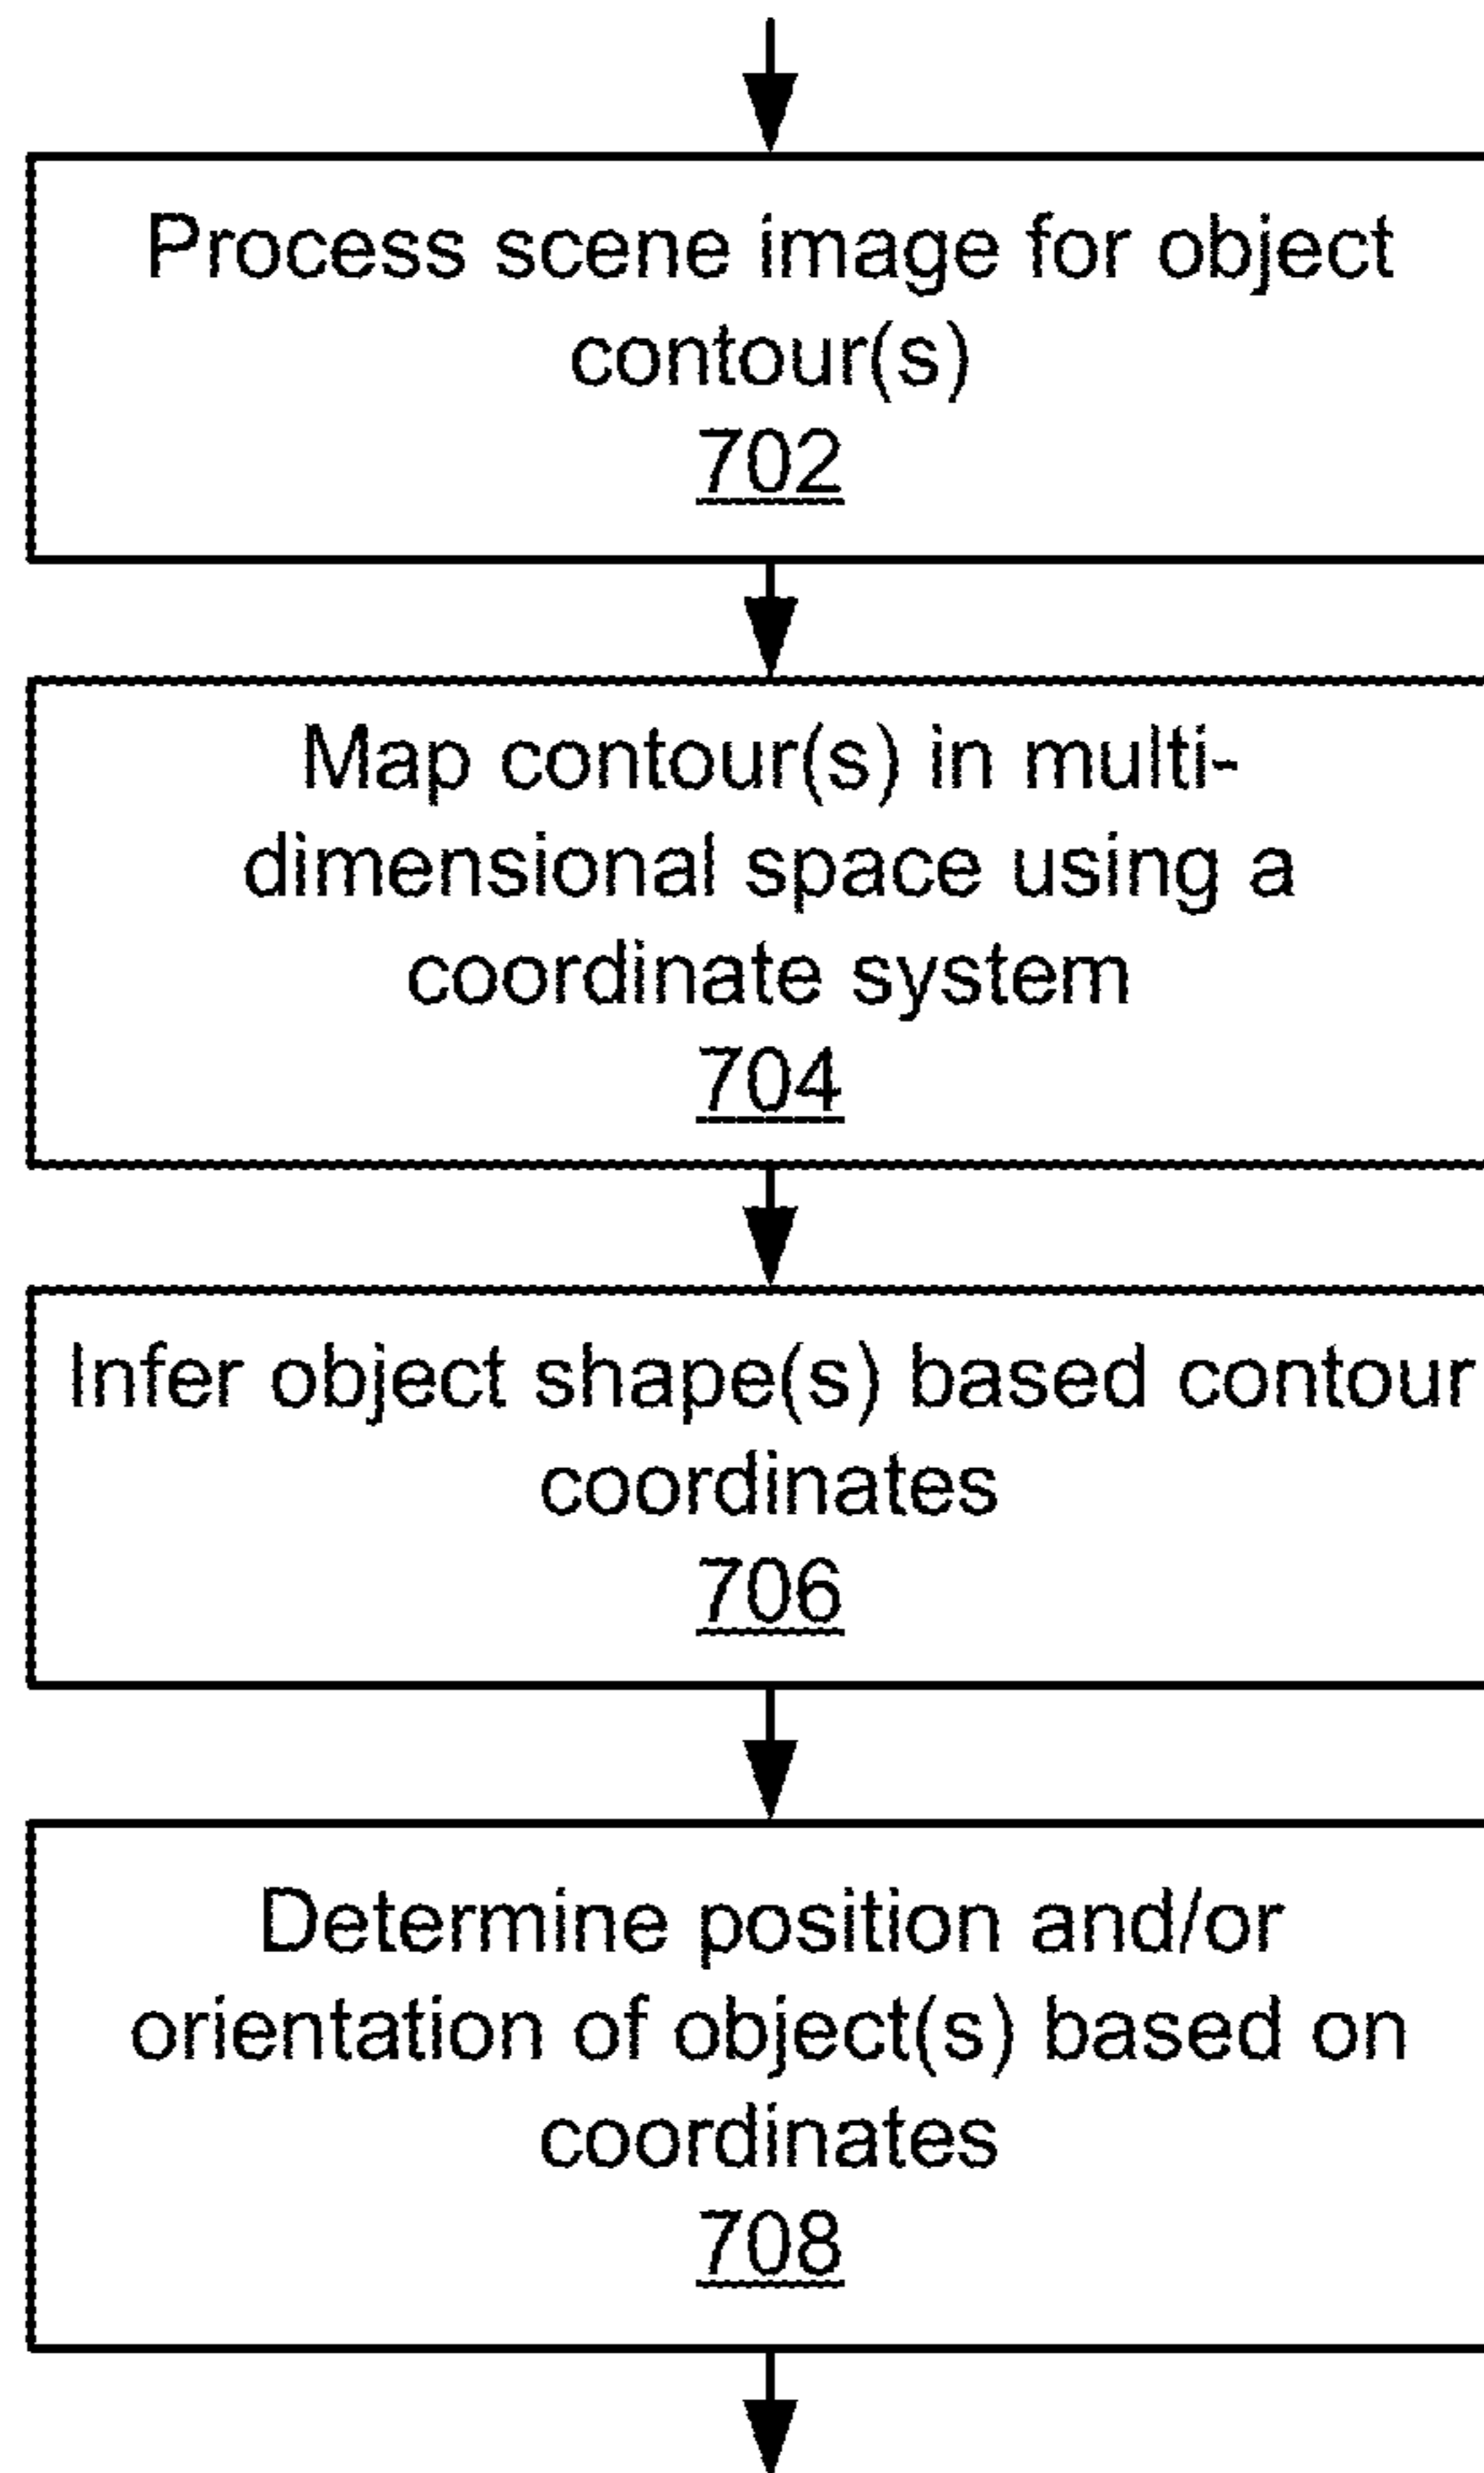 Process scene image for object
contour(s)
702
Map contour(s) in multi-
dimensional space using a
coordinate system
704
Infer object shape(s) based contour
coordinates
706
Determine position and/or
orientation of object(s) based on
coordinates
708